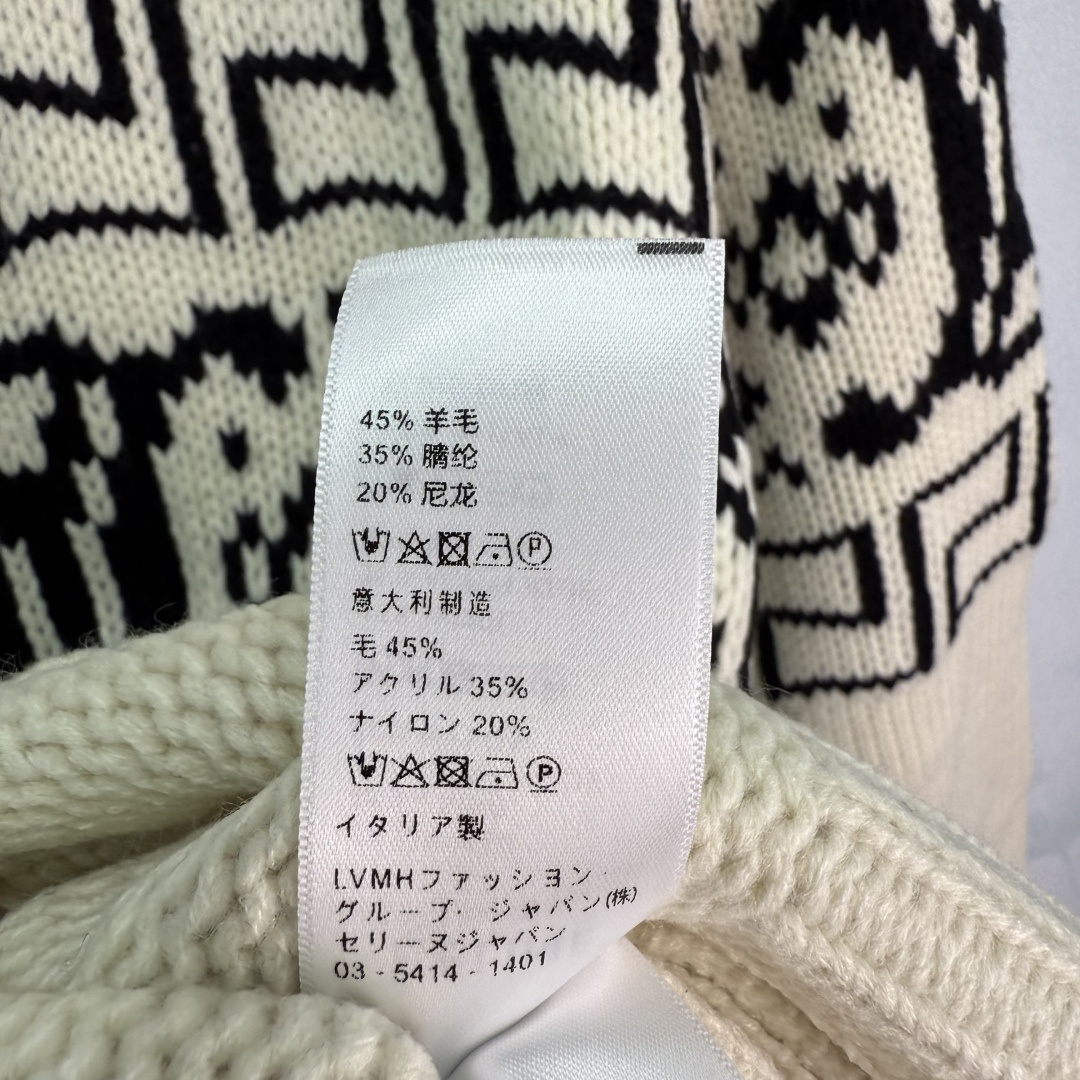 45% 羊毛
35% 腈纶
20% 尼龙
P
意大利制造
毛 45%
アクリル 35%
ナイロン 20%
P
イタリア製
LVMHファッション・
グループ・ ジャパン(株)
セリーヌジャパン
03 - 5414 - 1401